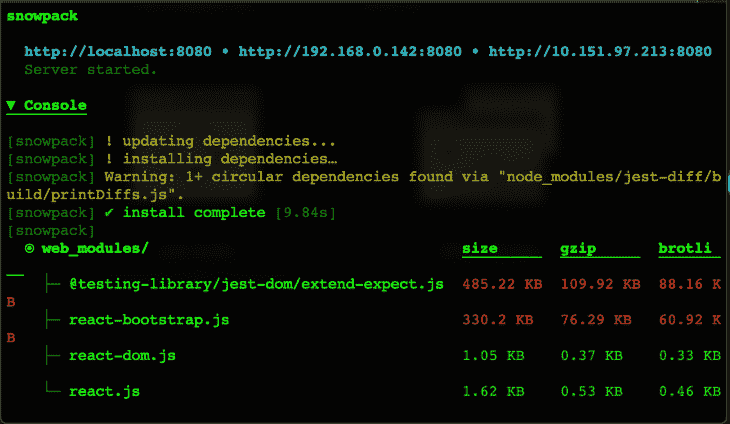 snowpack
http://localhost:8080 • http://192.168.0.142:8080 • http://10.151.97.213:8080
Server started.
▼ Console
[snowpack] ! updating dependencies...
[snowpack] ! installing dependencies…
[snowpack] Warning: 1+ circular dependencies found via "node_modules/jest-diff/b
uild/printDiffs.js".
[snowpack] ✔ install complete [9.84s]
[snowpack]
⦿ web_modules/ size gzip brotli
├─ @testing-library/jest-dom/extend-expect.js 485.22 KB 109.92 KB 88.16 K
B
├─ react-bootstrap.js 330.2 KB 76.29 KB 60.92 K
B
├─ react-dom.js 1.05 KB 0.37 KB 0.33 KB
└─ react.js 1.62 KB 0.53 KB 0.46 KB